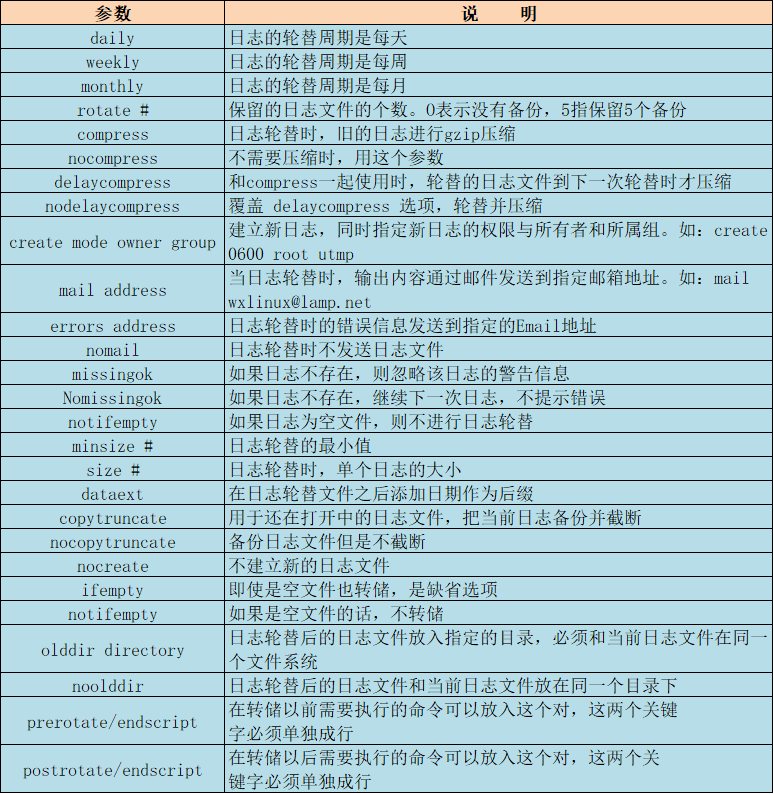 参数 说 明
daily 日志的轮替周期是每天
weekly 日志的轮替周期是每周
monthly 日志的轮替周期是每月
rotate # 保留的日志文件的个数。0表示没有备份，5指保留5个备份
compress 日志轮替时，旧的日志进行gzip压缩
nocompress 不需要压缩时，用这个参数
delaycompress 和compress一起使用时，轮替的日志文件到下一次轮替时才压缩
nodelaycompress 覆盖 delaycompress 选项，轮替并压缩
create mode owner group 建立新日志，同时指定新日志的权限与所有者和所属组。如：create
0600 root utmp
mail address 当日志轮替时，输出内容通过邮件发送到指定邮箱地址。如：mail
wxlinux@lamp.net
errors address 日志轮替时的错误信息发送到指定的Email地址
nomail 日志轮替时不发送日志文件
missingok 如果日志不存在，则忽略该日志的警告信息
Nomissingok 如果日志不存在，继续下一次日志，不提示错误
notifempty 如果日志为空文件，则不进行日志轮替
minsize # 日志轮替的最小值
size # 日志轮替时，单个日志的大小
dataext 在日志轮替文件之后添加日期作为后缀
copytruncate 用于还在打开中的日志文件，把当前日志备份并截断
nocopytruncate 备份日志文件但是不截断
nocreate 不建立新的日志文件
ifempty 即使是空文件也转储，是缺省选项
notifempty 如果是空文件的话，不转储
olddir directory 日志轮替后的日志文件放入指定的目录，必须和当前日志文件在同一
个文件系统
noolddir 日志轮替后的日志文件和当前日志文件放在同一个目录下
prerotate/endscript 在转储以前需要执行的命令可以放入这个对，这两个关键
字必须单独成行
postrotate/endscript 在转储以后需要执行的命令可以放入这个对，这两个关
键字必须单独成行